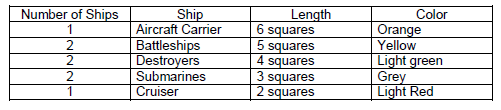 Number of Ships Ship Length Color
1 Aircraft Carrier 6 squares Orange
2 Battleships 5 squares Yellow
2 Destroyers 4 squares Light green
2 Submarines 3 squares Grey
1 Cruiser 2 squares Light Red